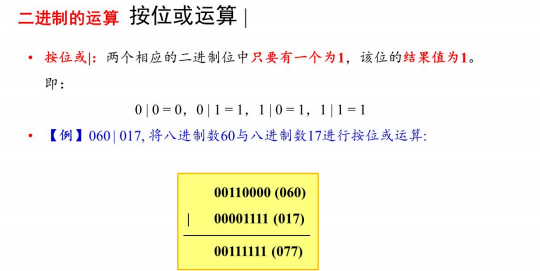 二进制的运算 按位或运算 |
• 按位或|：两个相应的二进制位中只要有一个为1，该位的结果值为1。
即：
0 | 0 = 0，0 | 1 = 1，1 | 0 = 1，1 | 1 = 1
• 【例】060 | 017, 将八进制数60与八进制数17进行按位或运算:
00110000 (060)
| 00001111 (017)
00111111 (077)